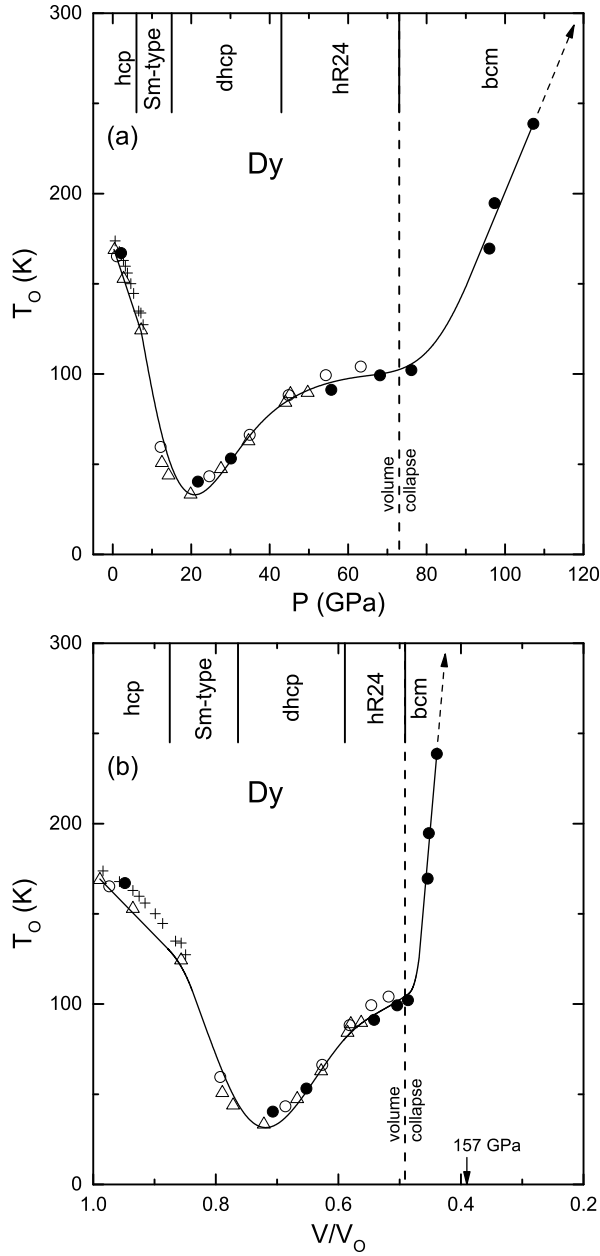 300
200
100
0
T_O (K)
hcp
Sm-type
dhcp
hR24
bcm
(a)
Dy
volume
collapse
0 20 40 60 80 100 120
P (GPa)
300
200
100
0
T_O (K)
hcp
Sm-type
dhcp
hR24
bcm
(b)
Dy
volume
collapse
157 GPa
1.0 0.8 0.6 0.4 0.2
V/V_O